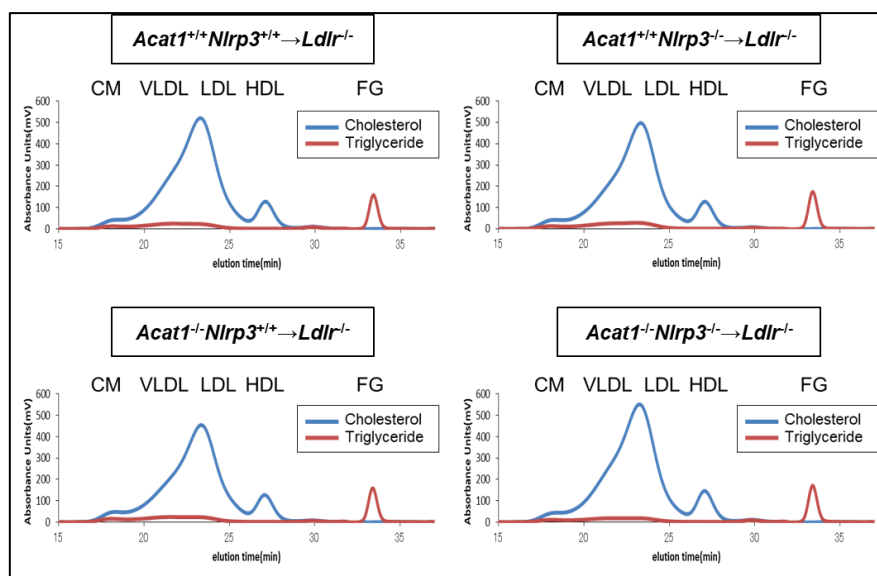 Acat1+/+Nlrp3+/+→Ldlr-/-
CM VLDL LDL HDL FG
Absorbance Units(mV)
600
500
400
300
200
100
0
Cholesterol
Triglyceride
15 20 25 30 35
elution time(min)
Acat1+/+Nlrp3-/-→Ldlr-/-
CM VLDL LDL HDL FG
Absorbance Units(mV)
600
500
400
300
200
100
0
Cholesterol
Triglyceride
15 20 25 30 35
elution time(min)
Acat1-/-Nlrp3+/+→Ldlr-/-
CM VLDL LDL HDL FG
Absorbance Units(mV)
600
500
400
300
200
100
0
Cholesterol
Triglyceride
15 20 25 30 35
elution time(min)
Acat1-/-Nlrp3-/-→Ldlr-/-
CM VLDL LDL HDL FG
Absorbance Units(mV)
600
500
400
300
200
100
0
Cholesterol
Triglyceride
15 20 25 30 35
elution time(min)